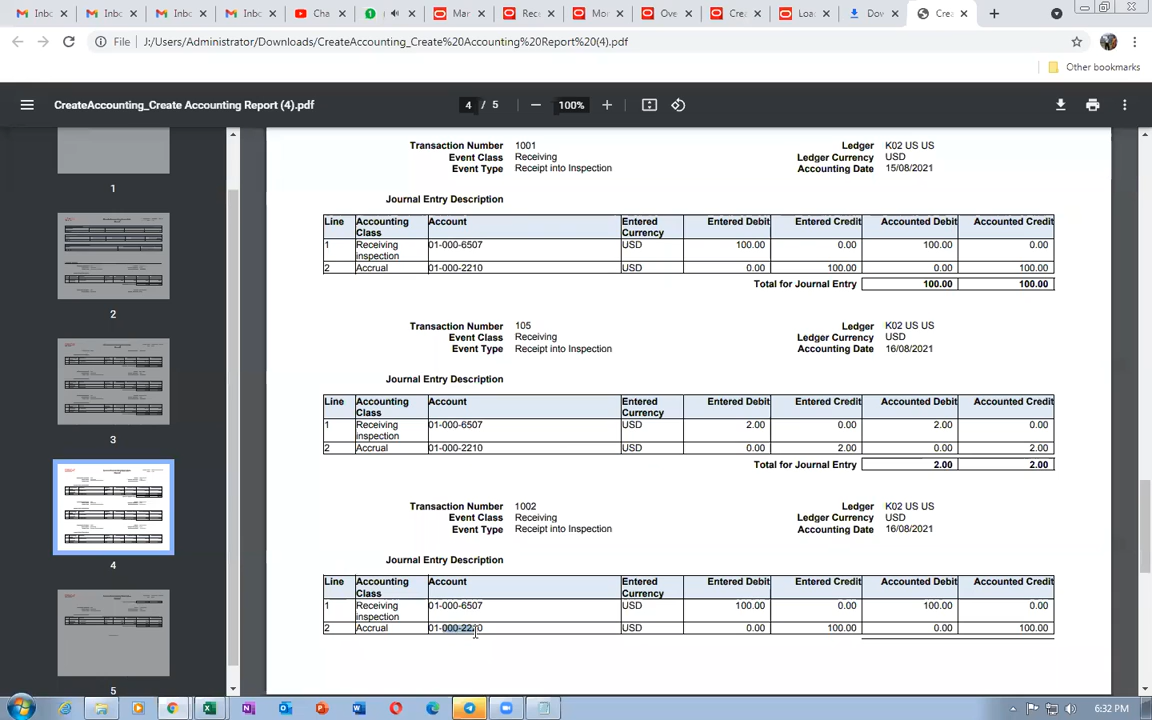 Inbc
Inbc
Inbc
Inbc
Cha
Mar
Rece
Mor
Ove
Crea
Loa
Dov
Crea
File J:/Users/Administrator/Downloads/CreateAccounting_Create%20Accounting%20Report%20(4).pdf
Other bookmarks
CreateAccounting_Create Accounting Report (4).pdf
4 / 5
100%
1
2
3
4
5
Transaction Number 1001 Ledger K02 US US
Event Class Receiving Ledger Currency USD
Event Type Receipt into Inspection Accounting Date 15/08/2021
Journal Entry Description
Line Accounting Class Account Entered Currency Entered Debit Entered Credit Accounted Debit Accounted Credit
1 Receiving inspection 01-000-6507 USD 100.00 0.00 100.00 0.00
2 Accrual 01-000-2210 USD 0.00 100.00 0.00 100.00
Total for Journal Entry 100.00 100.00
Transaction Number 105 Ledger K02 US US
Event Class Receiving Ledger Currency USD
Event Type Receipt into Inspection Accounting Date 16/08/2021
Journal Entry Description
Line Accounting Class Account Entered Currency Entered Debit Entered Credit Accounted Debit Accounted Credit
1 Receiving inspection 01-000-6507 USD 2.00 0.00 2.00 0.00
2 Accrual 01-000-2210 USD 0.00 2.00 0.00 2.00
Total for Journal Entry 2.00 2.00
Transaction Number 1002 Ledger K02 US US
Event Class Receiving Ledger Currency USD
Event Type Receipt into Inspection Accounting Date 16/08/2021
Journal Entry Description
Line Accounting Class Account Entered Currency Entered Debit Entered Credit Accounted Debit Accounted Credit
1 Receiving inspection 01-000-6507 USD 100.00 0.00 100.00 0.00
2 Accrual 01-000-2210 USD 0.00 100.00 0.00 100.00
6:32 PM